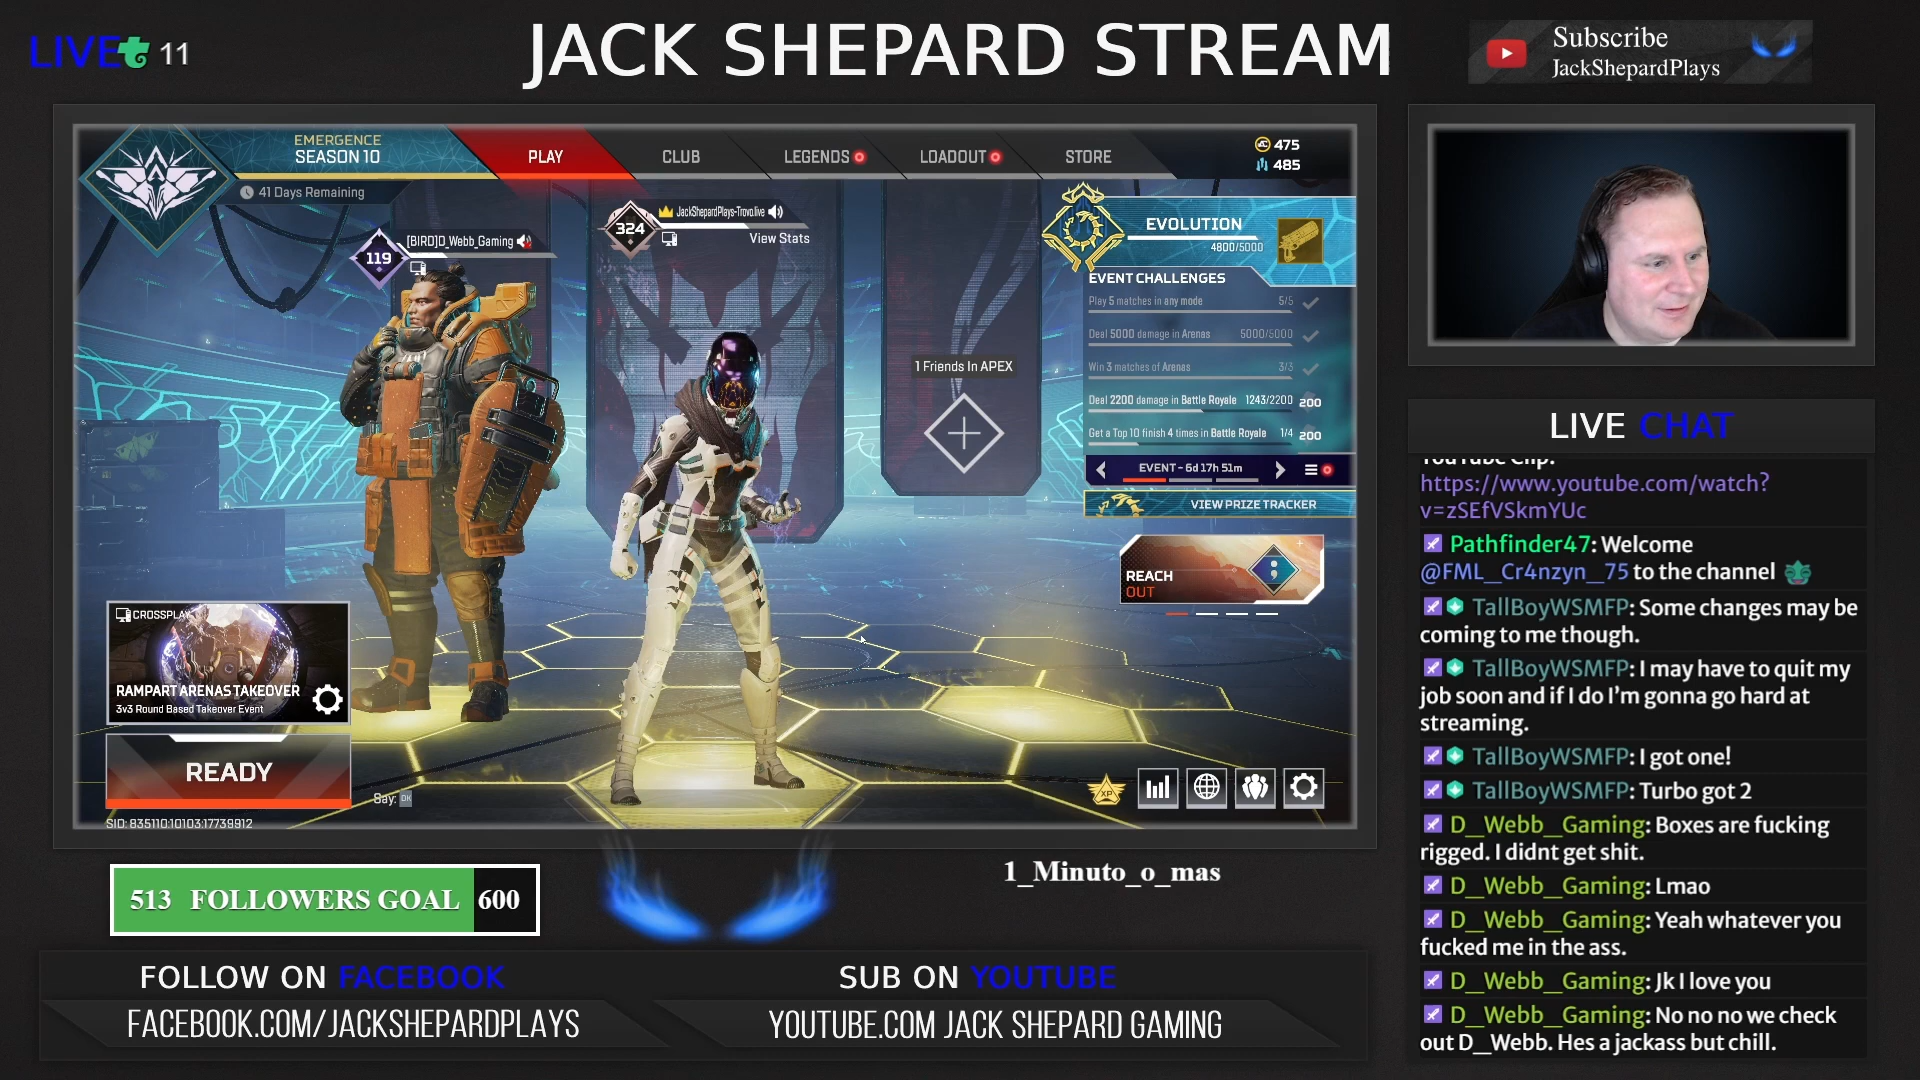 LIVE 11
JACK SHEPARD STREAM
Subscribe
JackShepardPlays
EMERGENCE
SEASON 10
PLAY
CLUB
LEGENDS
LOADOUT
STORE
475
485
41 Days Remaining
119
[BIRD]D_Webb_Gaming
324
JackShepardPlays-Trovo.live
View Stats
EVOLUTION
4800/5000
EVENT CHALLENGES
Play 5 matches in any mode 5/5
Deal 5000 damage in Arenas 5000/5000
Win 3 matches of Arenas 3/3
Deal 2200 damage in Battle Royale 1243/2200 200
Get a Top 10 finish 4 times in Battle Royale 1/4 200
EVENT - 6d 17h 51m
VIEW PRIZE TRACKER
1 Friends In APEX
REACH
OUT
CROSSPLAY
RAMPART ARENAS TAKEOVER
3v3 Round Based Takeover Event
READY
Say:
XP
SID: 835110:10103:17739912
LIVE CHAT
YouTube Clip:
https://www.youtube.com/watch?
v=zSEfVSkmYUc
Pathfinder47: Welcome
@FML_Cr4nzyn_75 to the channel
TallBoyWSMFP: Some changes may be
coming to me though.
TallBoyWSMFP: I may have to quit my
job soon and if I do I'm gonna go hard at
streaming.
TallBoyWSMFP: I got one!
TallBoyWSMFP: Turbo got 2
D_Webb_Gaming: Boxes are fucking
rigged. I didnt get shit.
D_Webb_Gaming: Lmao
D_Webb_Gaming: Yeah whatever you
fucked me in the ass.
D_Webb_Gaming: Jk I love you
D_Webb_Gaming: No no no we check
out D_Webb. Hes a jackass but chill.
513 FOLLOWERS GOAL 600
1_Minuto_o_mas
FOLLOW ON FACEBOOK
FACEBOOK.COM/JACKSHEPARDPLAYS
SUB ON YOUTUBE
YOUTUBE.COM JACK SHEPARD GAMING